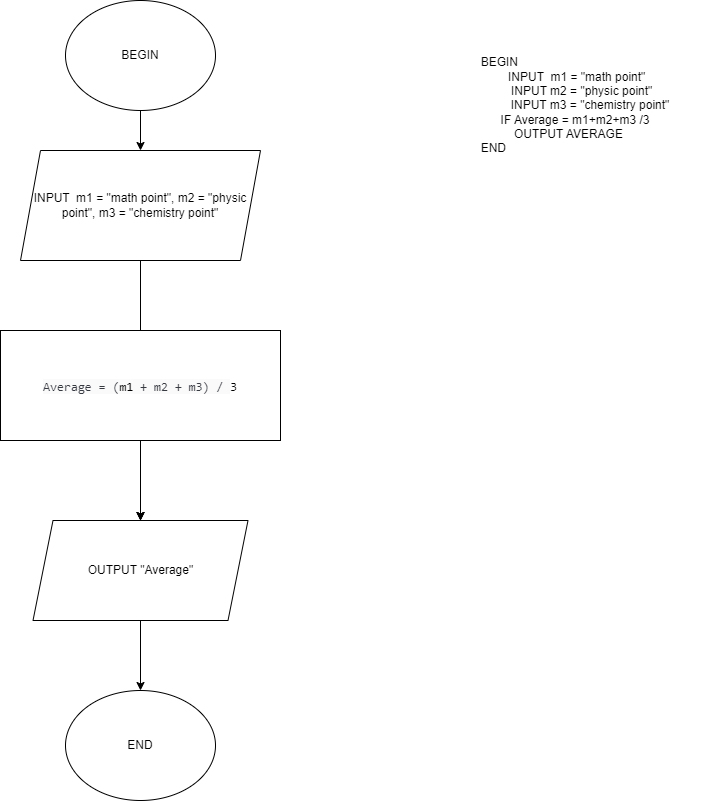 BEGIN
INPUT  m1 = "math point", m2 = "physic
point", m3 = "chemistry point"
Average = (m1 + m2 + m3) / 3
OUTPUT "Average"
END
BEGIN
INPUT  m1 = "math point"
INPUT m2 = "physic point"
INPUT m3 = "chemistry point"
IF Average = m1+m2+m3 /3
OUTPUT AVERAGE
END